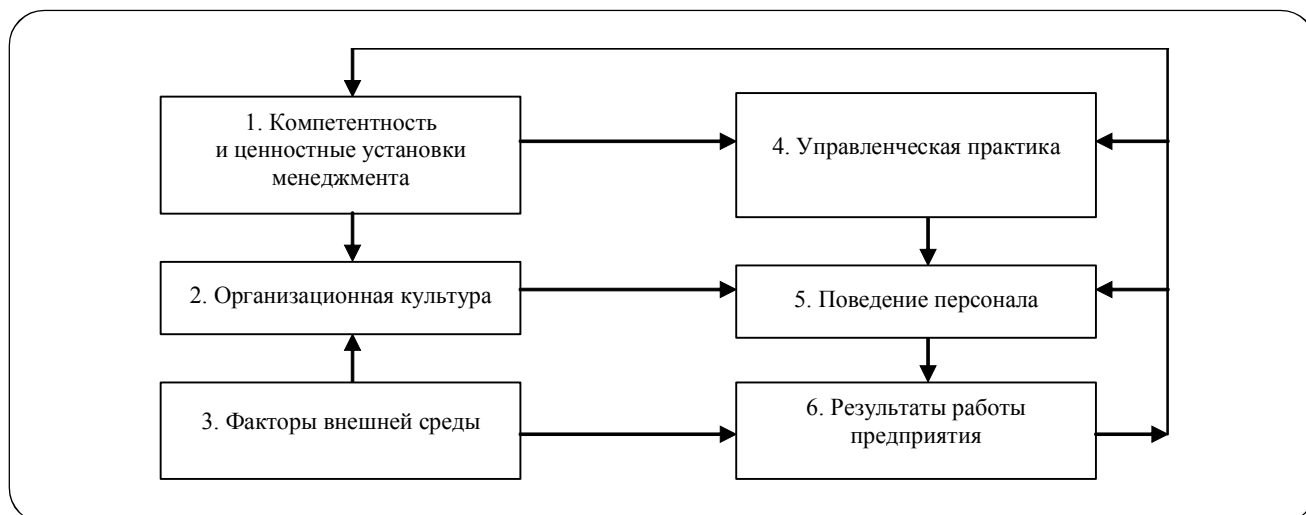 1. Компетентность
и ценностные установки
менеджмента
4. Управленческая практика
2. Организационная культура
5. Поведение персонала
3. Факторы внешней среды
6. Результаты работы
предприятия